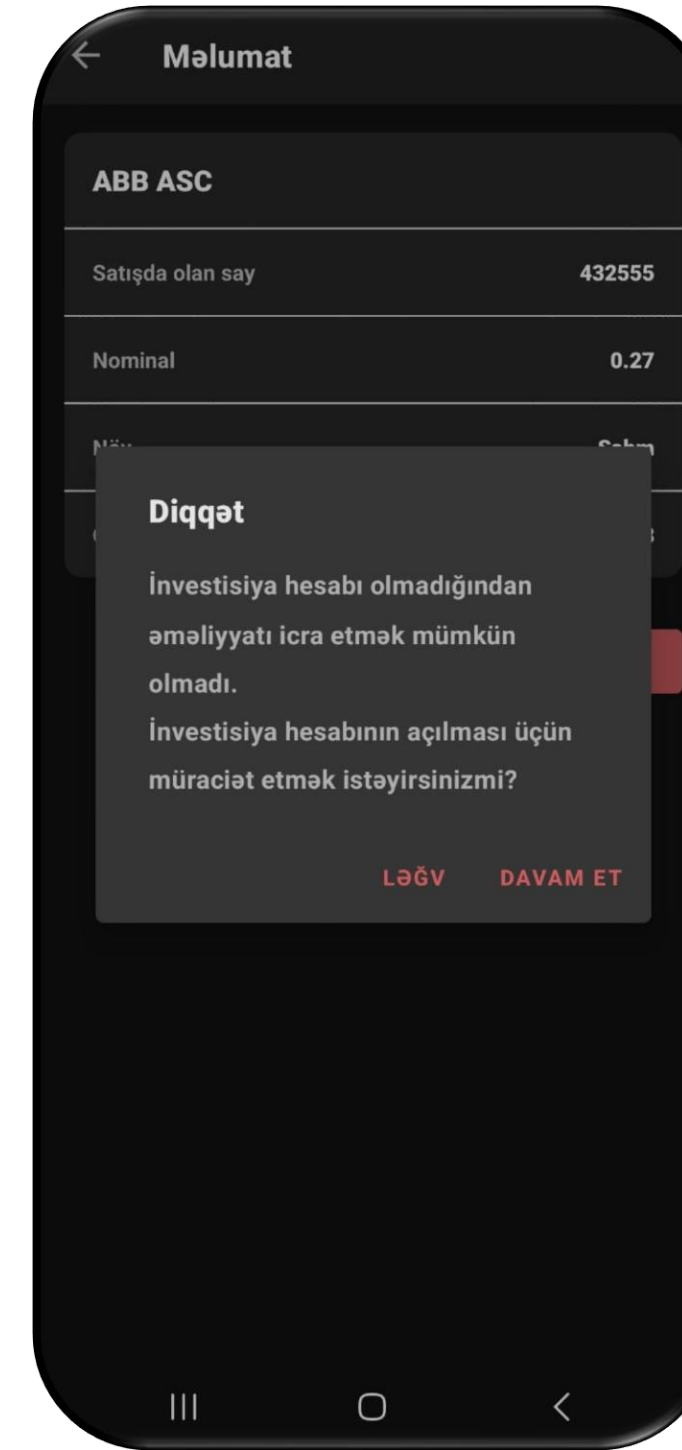 Məlumat
ABB ASC
Satışda olan say 432555
Nominal 0.27
Diqqət
İnvestisiya hesabı olmadığından
əməliyyatı icra etmək mümkün
olmadı.
İnvestisiya hesabının açılması üçün
müraciət etmək istəyirsinizmi?
LƏĞV DAVAM ET